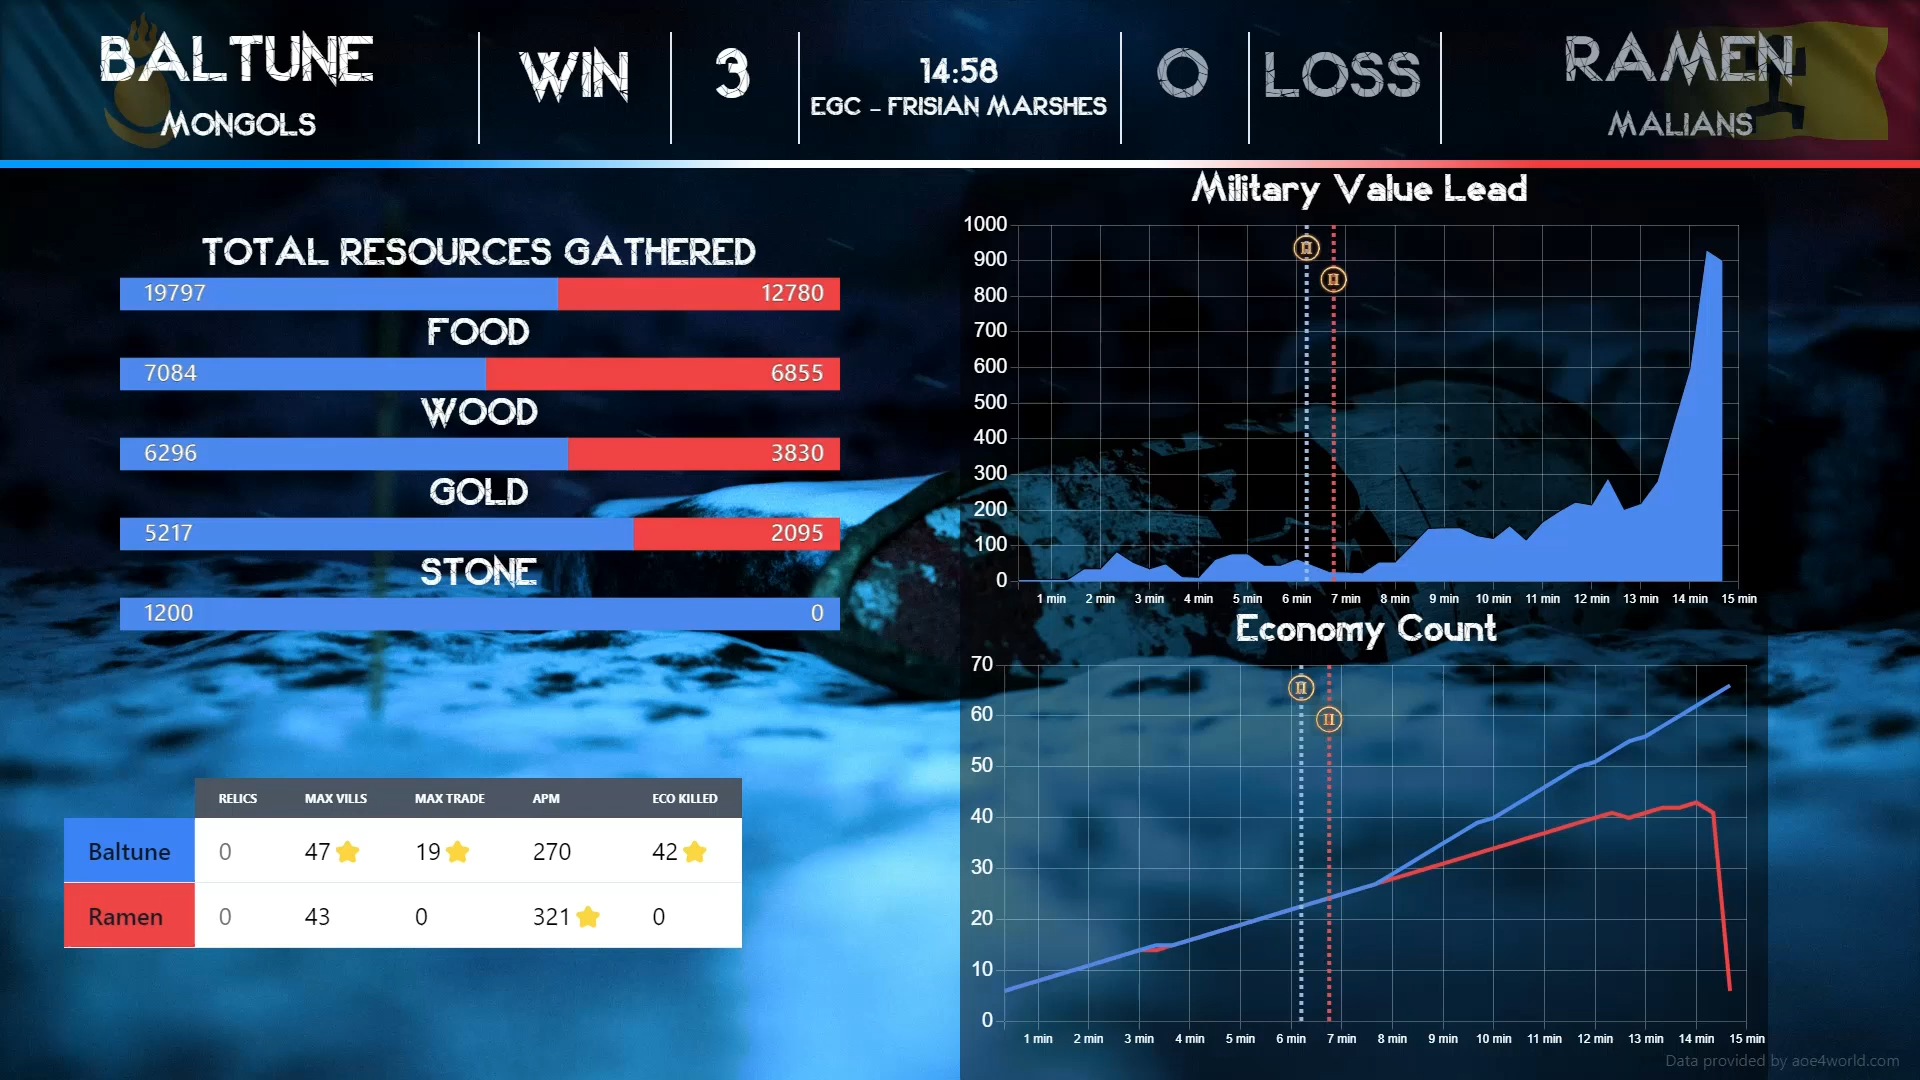 BALTUNE
MONGOLS
WIN
3
14:58
EGC - FRISIAN MARSHES
0
LOSS
RAMEN
MALIANS
TOTAL RESOURCES GATHERED
19797 12780
FOOD
7084 6855
WOOD
6296 3830
GOLD
5217 2095
STONE
1200 0
RELICS MAX VILLS MAX TRADE APM ECO KILLED
Baltune 0 47 19 270 42
Ramen 0 43 0 321 0
Military Value Lead
1000
900
800
700
600
500
400
300
200
100
0
II
II
1 min 2 min 3 min 4 min 5 min 6 min 7 min 8 min 9 min 10 min 11 min 12 min 13 min 14 min 15 min
Economy Count
70
60
50
40
30
20
10
0
II
II
1 min 2 min 3 min 4 min 5 min 6 min 7 min 8 min 9 min 10 min 11 min 12 min 13 min 14 min 15 min
Data provided by aoe4world.com